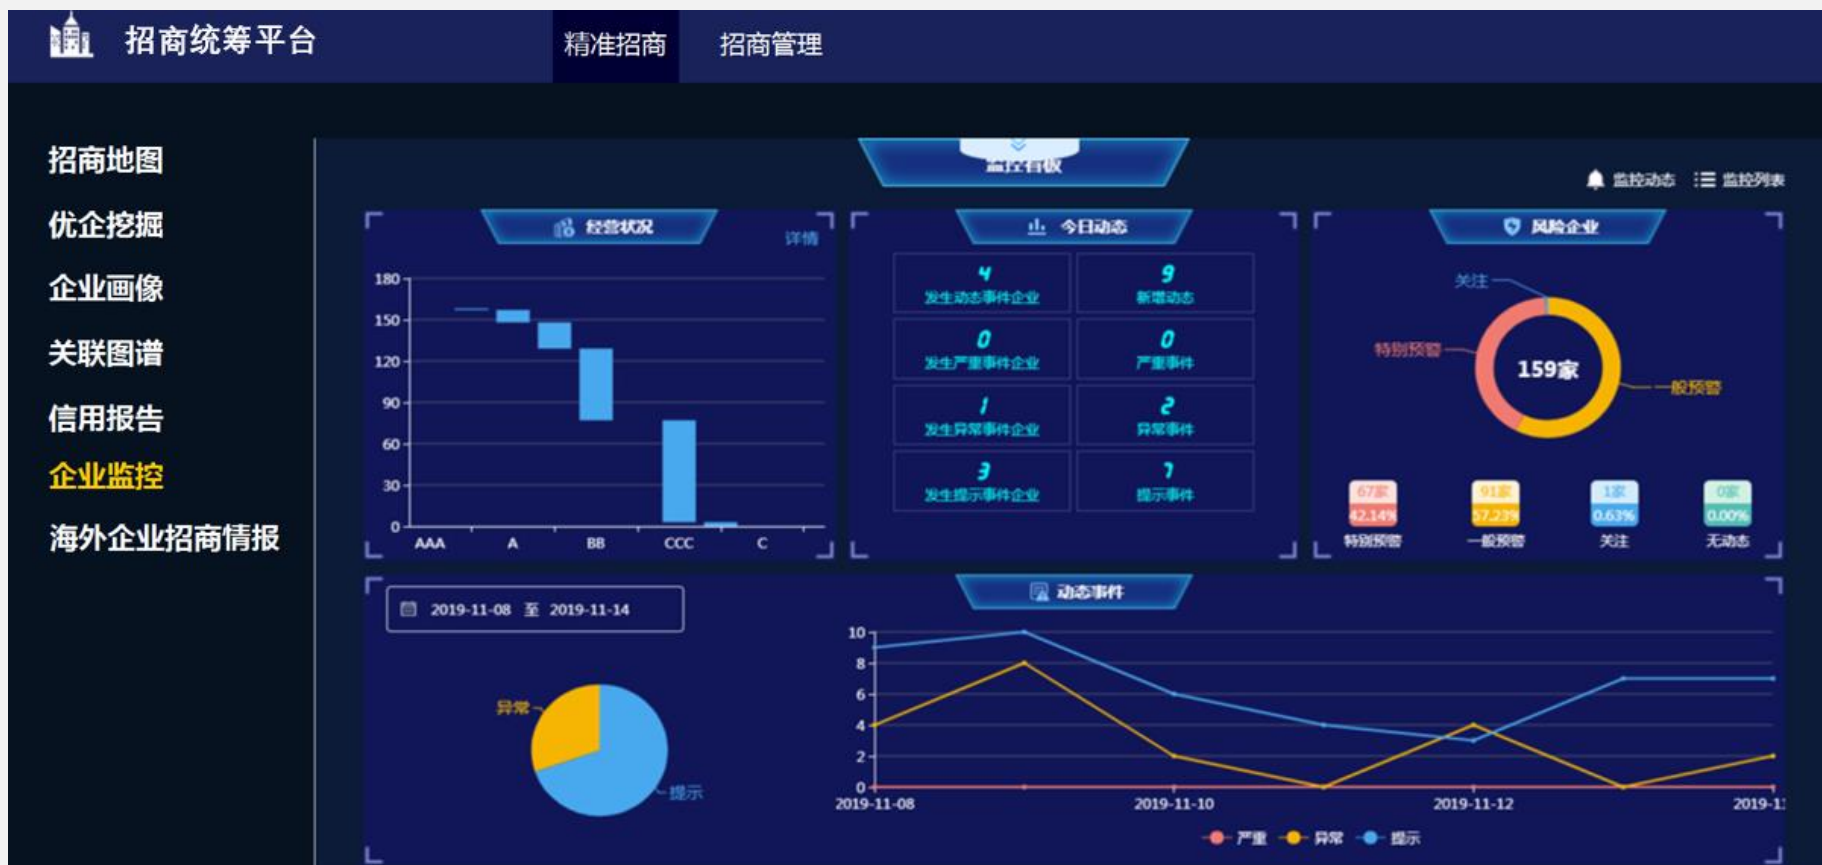 招商统筹平台
精准招商
招商管理
招商地图
优企挖掘
企业画像
关联图谱
信用报告
企业监控
海外企业招商情报
监控看板
监控动态
监控列表
经营状况
详情
180
150
120
90
60
30
0
AAA
A
BB
CCC
C
今日动态
4
发生动态事件企业
9
新增动态
0
发生严重事件企业
0
严重事件
1
发生异常事件企业
2
异常事件
3
发生提示事件企业
7
提示事件
风险企业
关注
特别预警
159家
一般预警
67家
42.14%
特别预警
91家
57.23%
一般预警
1家
0.63%
关注
0家
0.00%
无动态
2019-11-08 至 2019-11-14
异常
提示
动态事件
10
8
6
4
2
0
2019-11-08
2019-11-10
2019-11-12
2019-1
严重
异常
提示